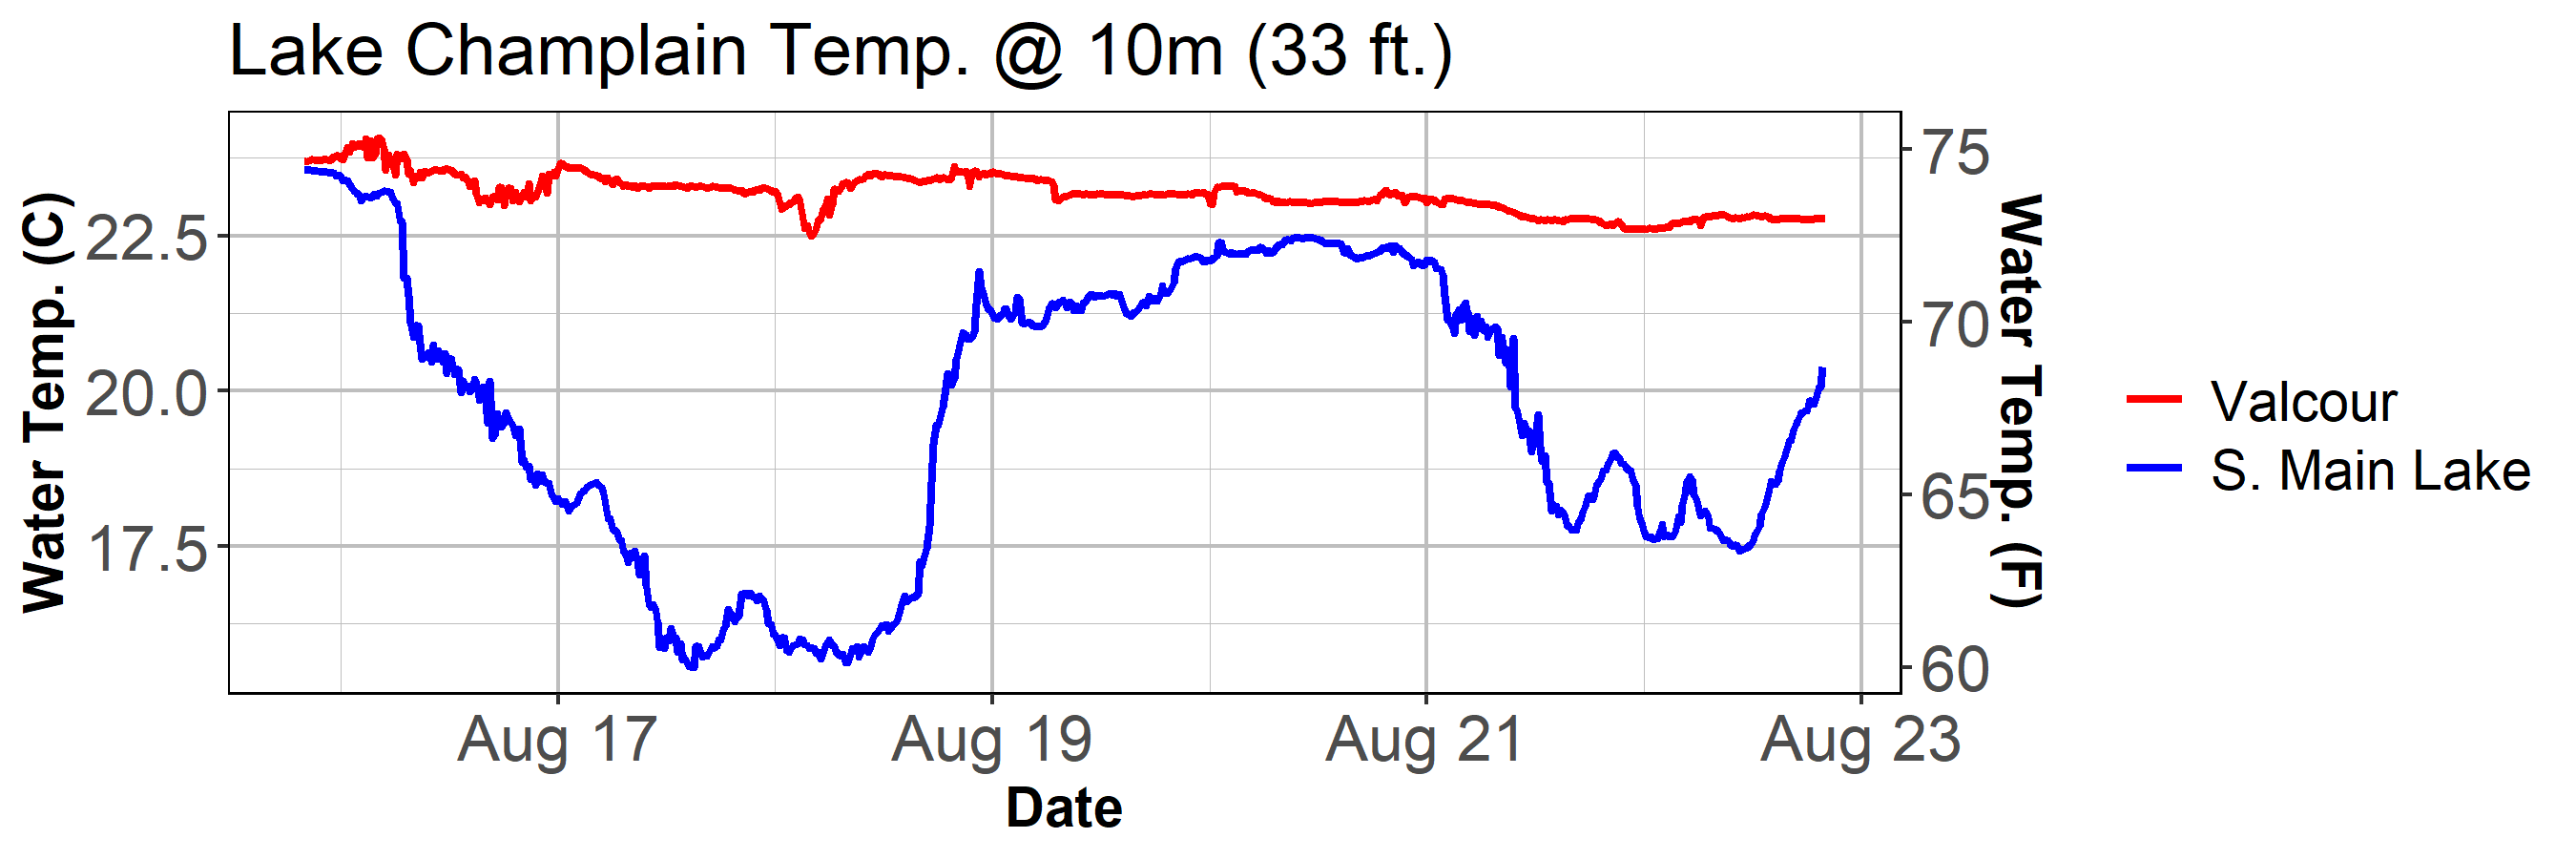 Lake Champlain Temp. @ 10m (33 ft.)
Water Temp. (C)
22.5
20.0
17.5
75
70
65
60
Water Temp. (F)
Aug 17
Aug 19
Aug 21
Aug 23
Date
Valcour
S. Main Lake